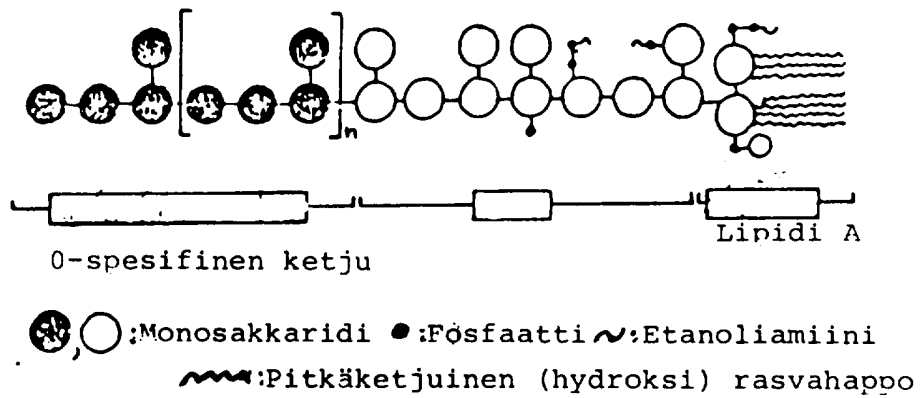 n
Lipidi A
O-spesifinen ketju
:Monosakkaridi :Fosfaatti :Etanoliamiini
:Pitkäketjuinen (hydroksi) rasvahappo